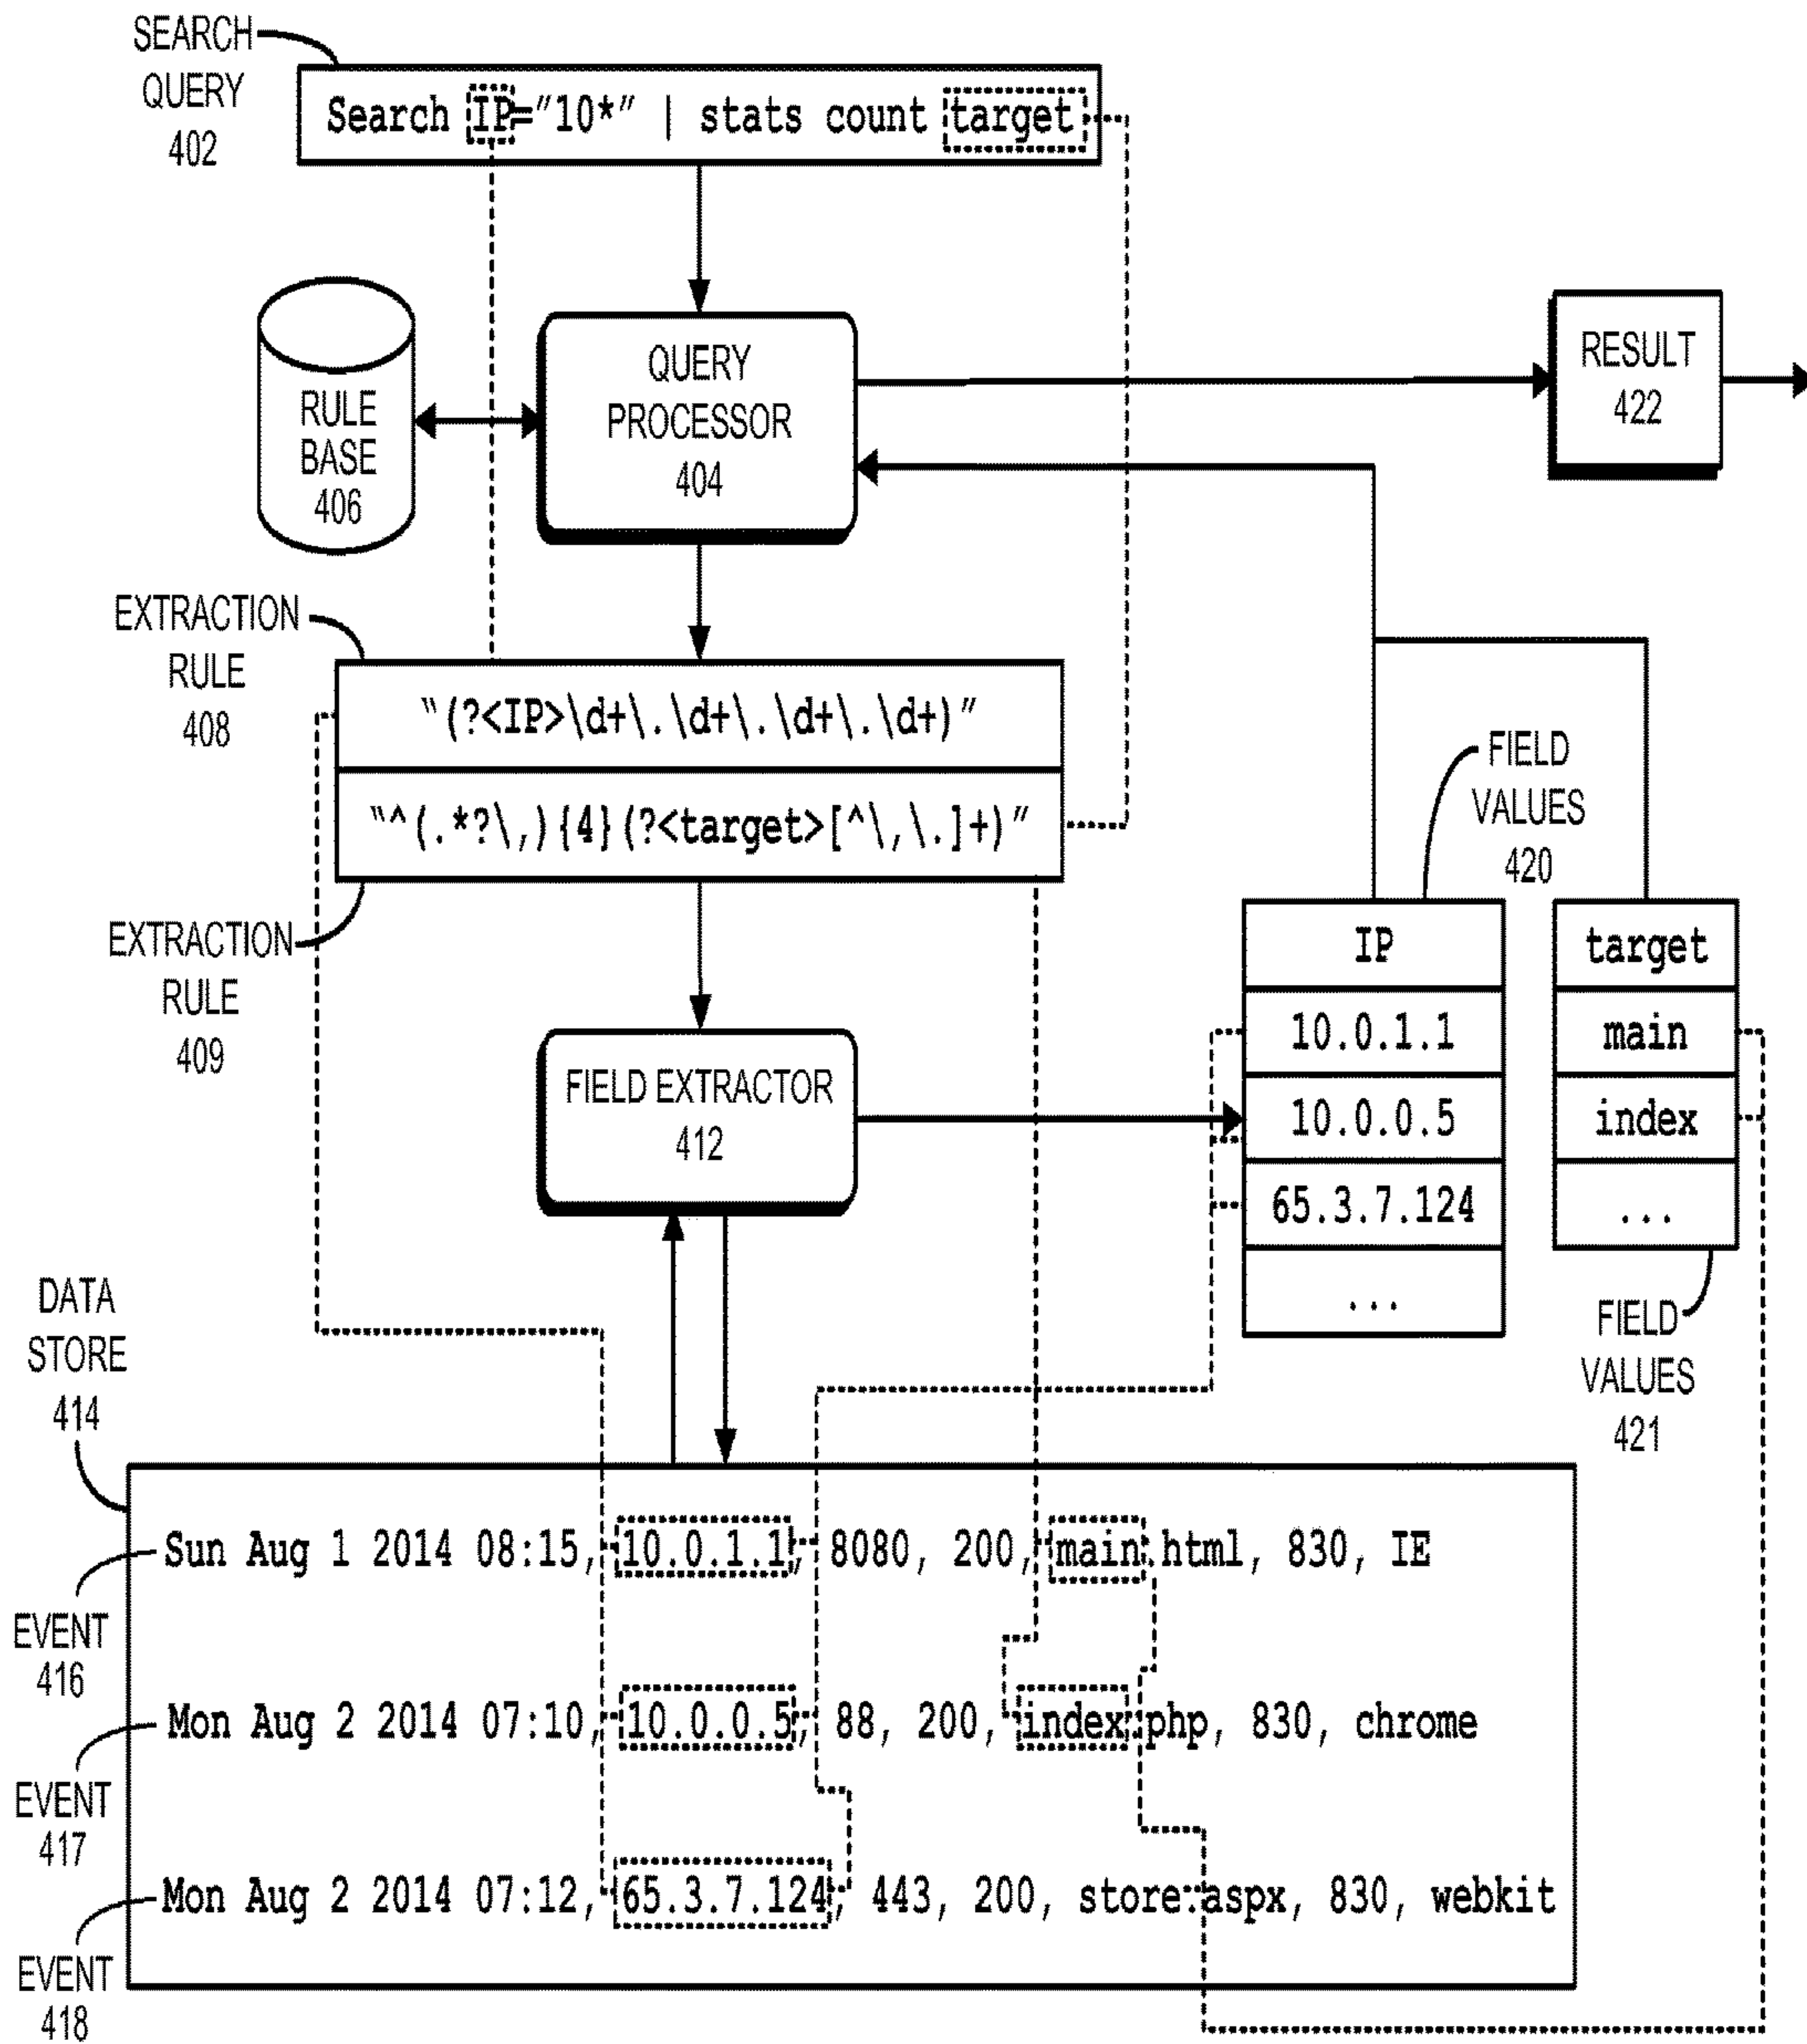 SEARCH
QUERY
402
Search IP="10*" | stats count target
RULE
BASE
406
QUERY
PROCESSOR
404
RESULT
422
EXTRACTION
RULE
408
"(?<IP>\d+\.\d+\.\d+\.\d+)"
"^(.*?\,){4}(?<target>[^\,\.]+)"
EXTRACTION
RULE
409
FIELD
VALUES
420
FIELD EXTRACTOR
412
IP
10.0.1.1
10.0.0.5
65.3.7.124
...
target
main
index
...
FIELD
VALUES
421
DATA
STORE
414
Sun Aug 1 2014 08:15, 10.0.1.1, 8080, 200, main.html, 830, IE
EVENT
416
Mon Aug 2 2014 07:10, 10.0.0.5, 88, 200, index.php, 830, chrome
EVENT
417
Mon Aug 2 2014 07:12, 65.3.7.124, 443, 200, store.aspx, 830, webkit
EVENT
418